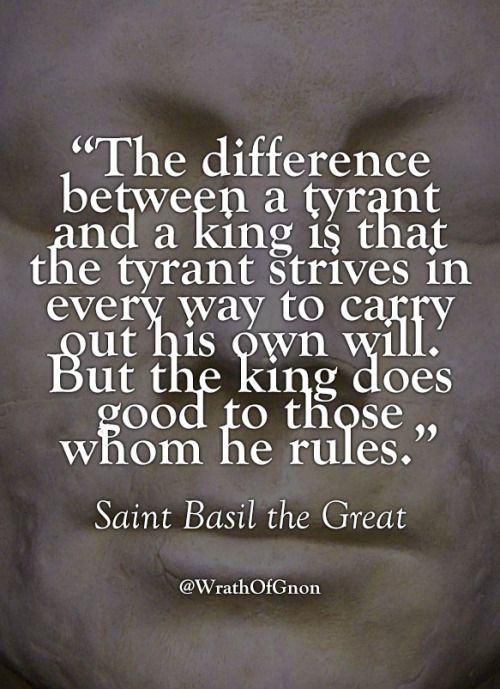 “The difference
between a tyrant
and a king is that
the tyrant strives in
every way to carry
out his own will.
But the king does
good to those
whom he rules.”
Saint Basil the Great
@WrathOfGnon